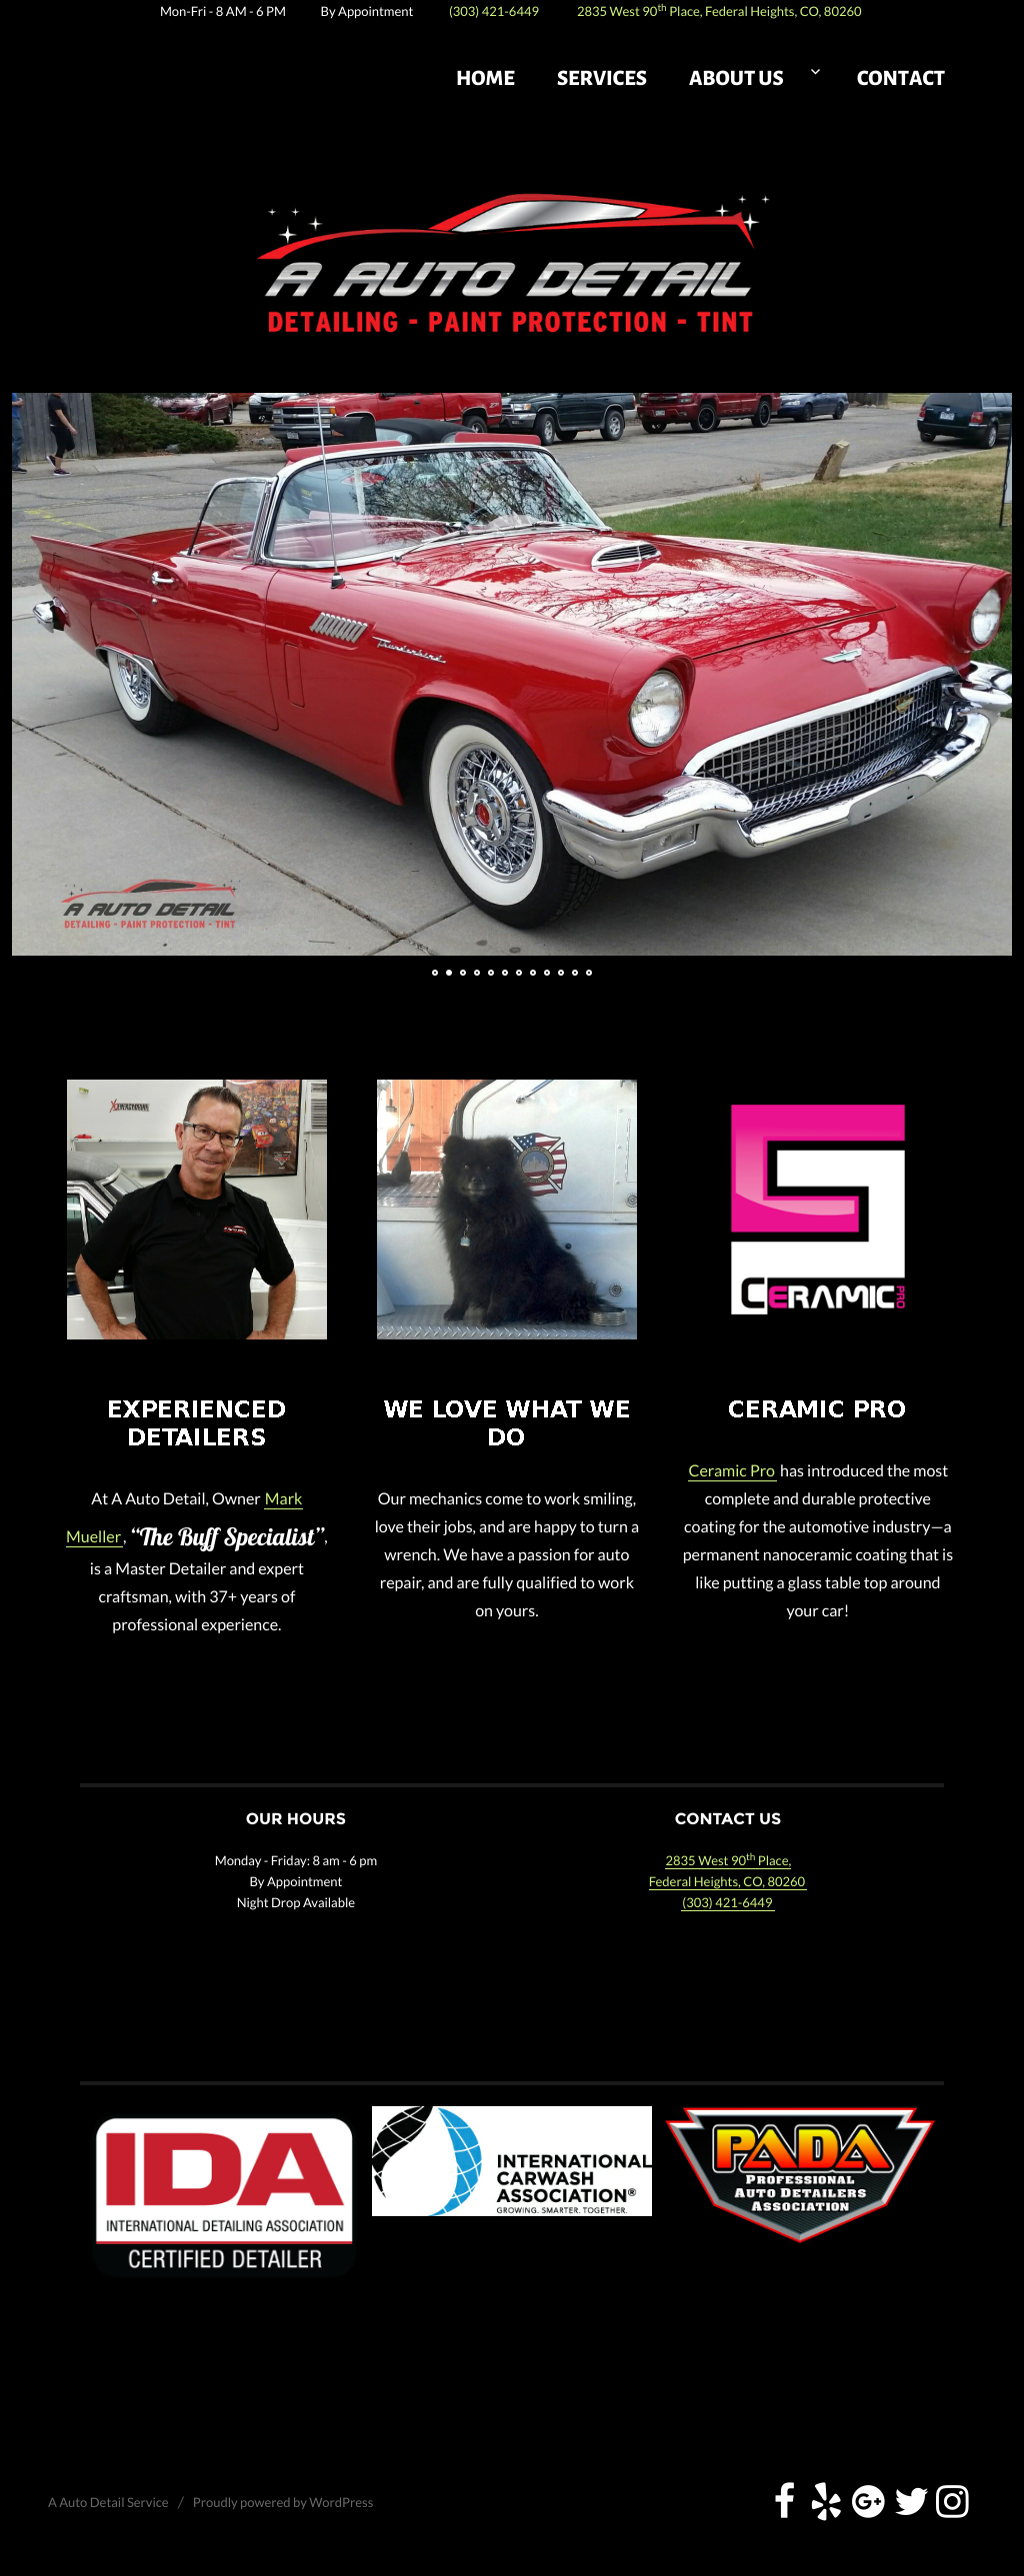 Mon-Fri - 8 AM - 6 PM By Appointment (303) 421-6449 2835 West 90th Place, Federal Heights, CO, 80260
HOME SERVICES ABOUT US CONTACT
A AUTO DETAIL
DETAILING - PAINT PROTECTION - TINT
Thunderbird
A AUTO DETAIL
DETAILING - PAINT PROTECTION - TINT
CERAMIC PRO
EXPERIENCED
DETAILERS
At A Auto Detail, Owner Mark
Mueller, “The Buff Specialist”,
is a Master Detailer and expert
craftsman, with 37+ years of
professional experience.
WE LOVE WHAT WE
DO
Our mechanics come to work smiling,
love their jobs, and are happy to turn a
wrench. We have a passion for auto
repair, and are fully qualified to work
on yours.
CERAMIC PRO
Ceramic Pro has introduced the most
complete and durable protective
coating for the automotive industry—a
permanent nanoceramic coating that is
like putting a glass table top around
your car!
OUR HOURS
Monday - Friday: 8 am - 6 pm
By Appointment
Night Drop Available
CONTACT US
2835 West 90th Place,
Federal Heights, CO, 80260
(303) 421-6449
IDA
INTERNATIONAL DETAILING ASSOCIATION
CERTIFIED DETAILER
INTERNATIONAL
CARWASH
ASSOCIATION®
GROWING. SMARTER. TOGETHER.
PADA
PROFESSIONAL
AUTO DETAILERS
ASSOCIATION
A Auto Detail Service / Proudly powered by WordPress